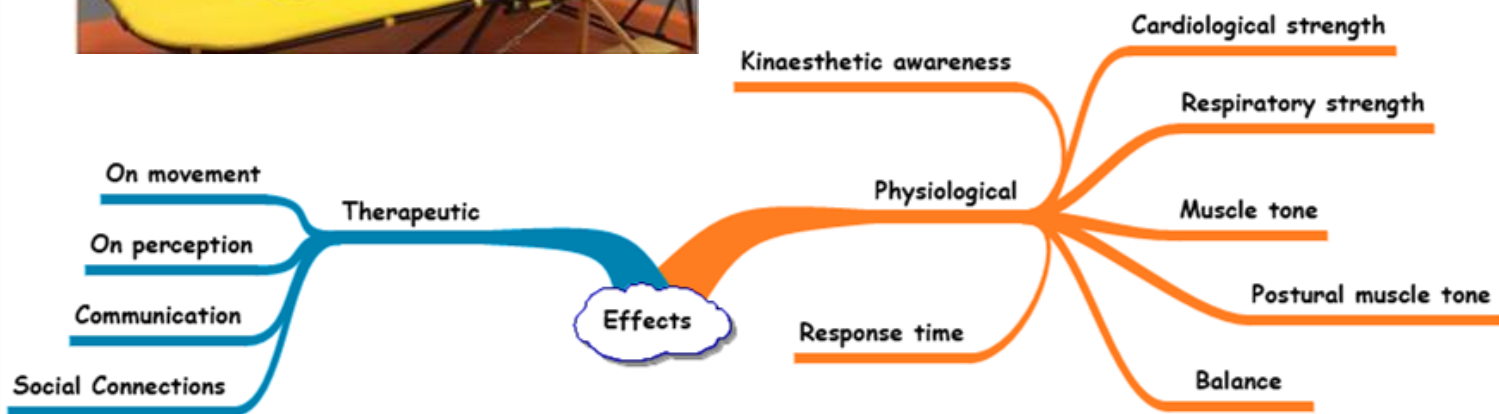 Effects
Therapeutic
On movement
On perception
Communication
Social Connections
Physiological
Kinaesthetic awareness
Cardiological strength
Respiratory strength
Muscle tone
Postural muscle tone
Balance
Response time